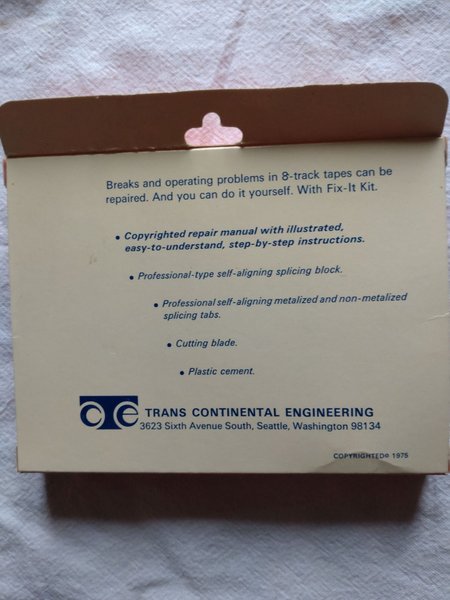 Breaks and operating problems in 8-track tapes can be
repaired. And you can do it yourself. With Fix-It Kit.
• Copyrighted repair manual with illustrated,
easy-to-understand, step-by-step instructions.
• Professional-type self-aligning splicing block.
• Professional self-aligning metalized and non-metalized
splicing tabs.
• Cutting blade.
• Plastic cement.
TRANS CONTINENTAL ENGINEERING
3623 Sixth Avenue South, Seattle, Washington 98134
COPYRIGHTED© 1975